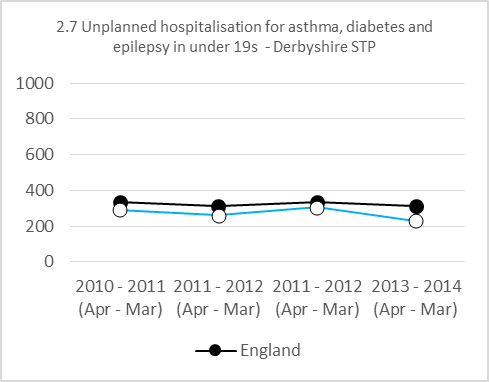 2.7 Unplanned hospitalisation for asthma, diabetes and
epilepsy in under 19s  - Derbyshire STP
1000
800
600
400
200
0
2010 - 2011 2011 - 2012 2011 - 2012 2013 - 2014
(Apr - Mar) (Apr - Mar) (Apr - Mar) (Apr - Mar)
England